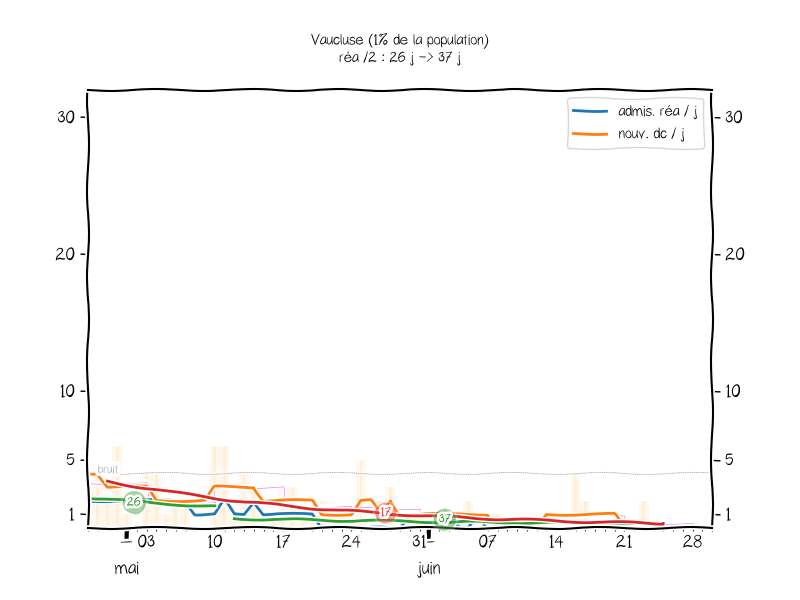 Vaucluse (1% de la population)
réa /2 : 26 j -> 37 j
admis. réa / j
nouv. dc / j
30
30
20
20
10
10
5
5
1
1
bruit
26
17
37
03 10 17 24 31 07 14 21 28
mai juin